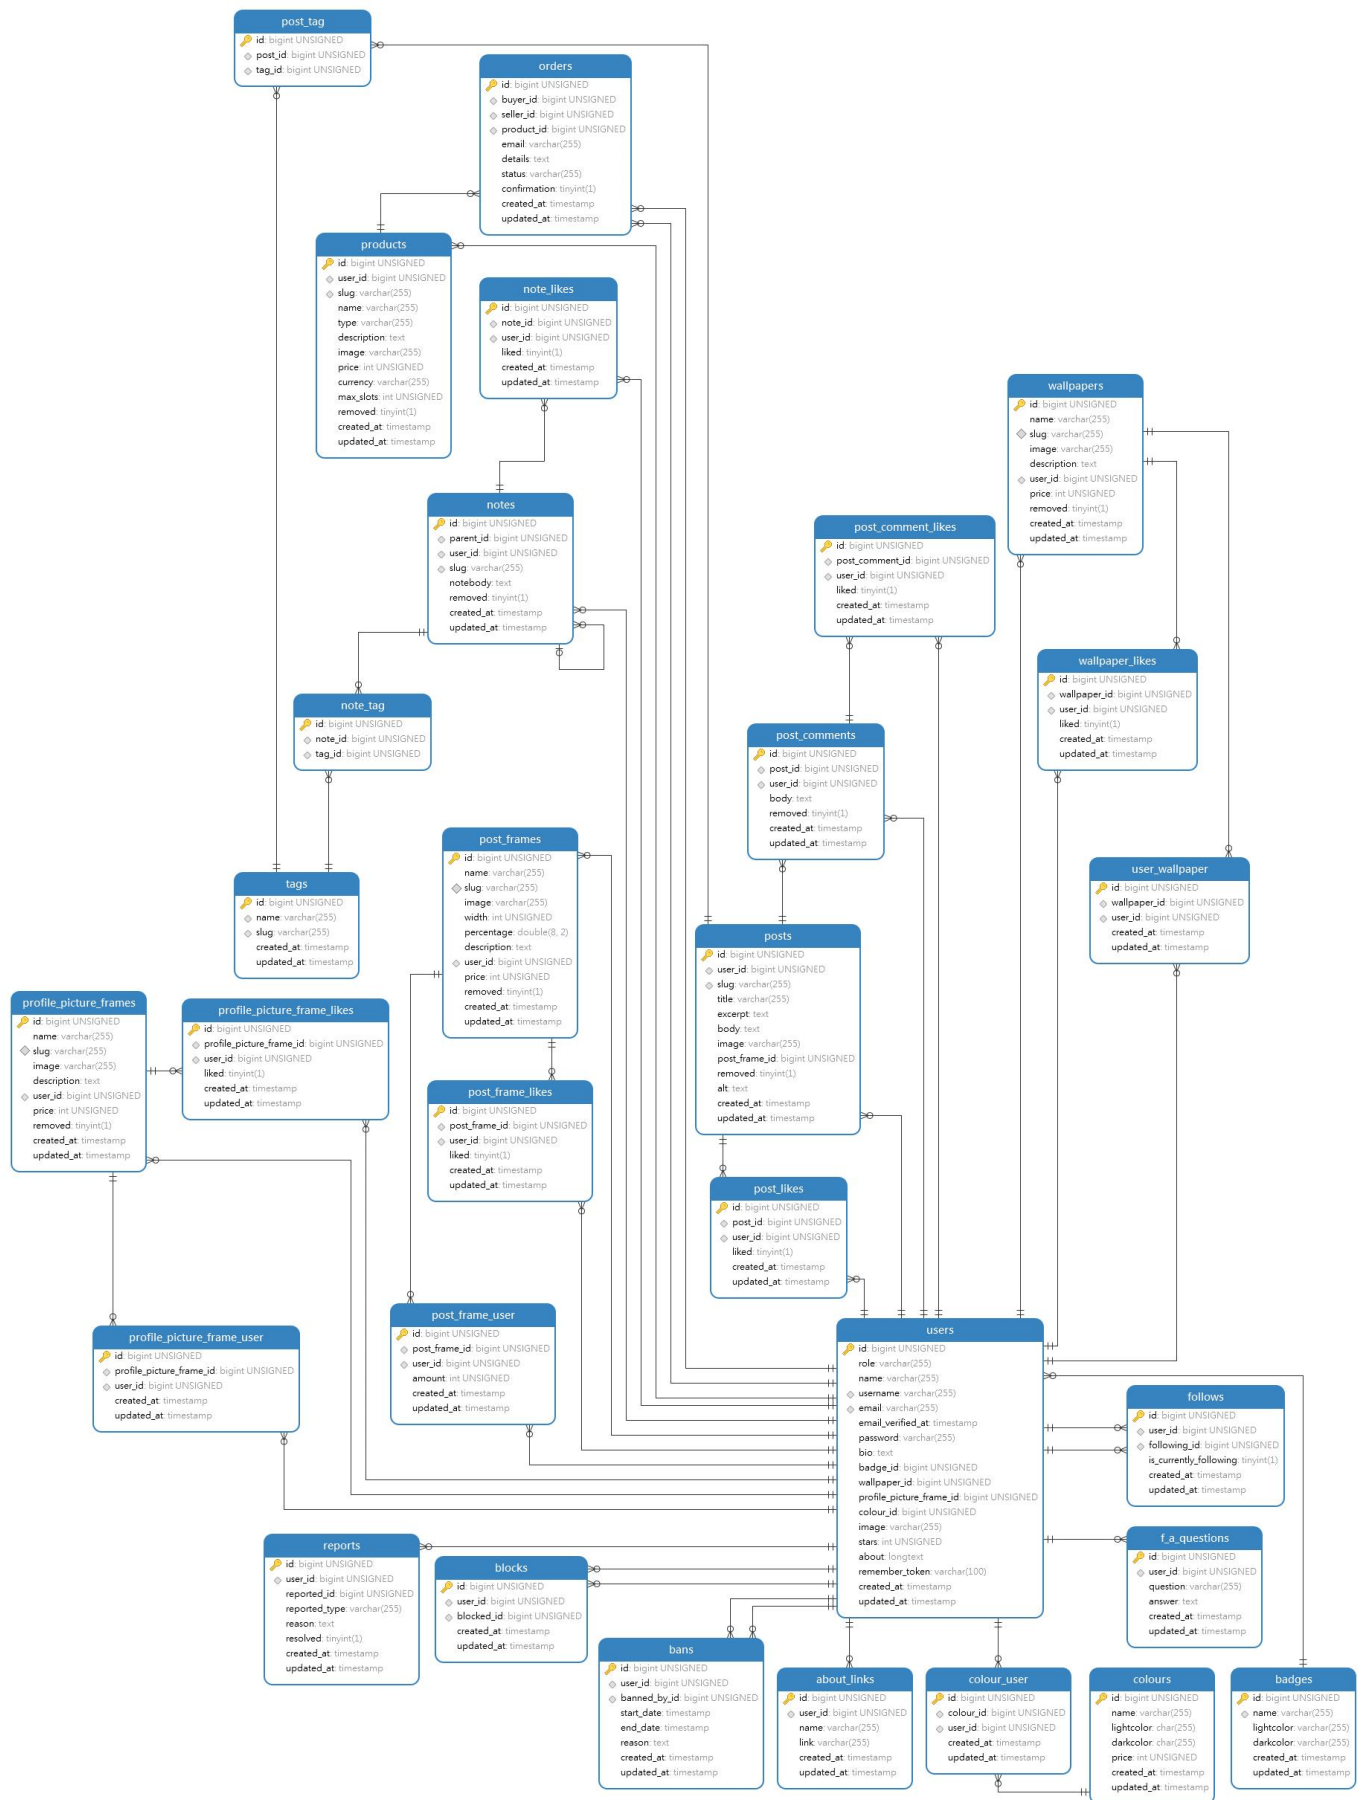 post_tag
id: bigint UNSIGNED
post_id: bigint UNSIGNED
tag_id: bigint UNSIGNED
orders
id: bigint UNSIGNED
buyer_id: bigint UNSIGNED
seller_id: bigint UNSIGNED
product_id: bigint UNSIGNED
email: varchar(255)
details: text
status: varchar(255)
confirmation: tinyint(1)
created_at: timestamp
updated_at: timestamp
products
id: bigint UNSIGNED
user_id: bigint UNSIGNED
slug: varchar(255)
name: varchar(255)
type: varchar(255)
description: text
image: varchar(255)
price: int UNSIGNED
currency: varchar(255)
max_slots: int UNSIGNED
removed: tinyint(1)
created_at: timestamp
updated_at: timestamp
note_likes
id: bigint UNSIGNED
note_id: bigint UNSIGNED
user_id: bigint UNSIGNED
liked: tinyint(1)
created_at: timestamp
updated_at: timestamp
wallpapers
id: bigint UNSIGNED
name: varchar(255)
slug: varchar(255)
image: varchar(255)
description: text
user_id: bigint UNSIGNED
price: int UNSIGNED
removed: tinyint(1)
created_at: timestamp
updated_at: timestamp
notes
id: bigint UNSIGNED
parent_id: bigint UNSIGNED
user_id: bigint UNSIGNED
slug: varchar(255)
notebody: text
removed: tinyint(1)
created_at: timestamp
updated_at: timestamp
post_comment_likes
id: bigint UNSIGNED
post_comment_id: bigint UNSIGNED
user_id: bigint UNSIGNED
liked: tinyint(1)
created_at: timestamp
updated_at: timestamp
wallpaper_likes
id: bigint UNSIGNED
wallpaper_id: bigint UNSIGNED
user_id: bigint UNSIGNED
liked: tinyint(1)
created_at: timestamp
updated_at: timestamp
note_tag
id: bigint UNSIGNED
note_id: bigint UNSIGNED
tag_id: bigint UNSIGNED
post_comments
id: bigint UNSIGNED
post_id: bigint UNSIGNED
user_id: bigint UNSIGNED
body: text
removed: tinyint(1)
created_at: timestamp
updated_at: timestamp
post_frames
id: bigint UNSIGNED
name: varchar(255)
slug: varchar(255)
image: varchar(255)
width: int UNSIGNED
percentage: double(8, 2)
description: text
user_id: bigint UNSIGNED
price: int UNSIGNED
removed: tinyint(1)
created_at: timestamp
updated_at: timestamp
user_wallpaper
id: bigint UNSIGNED
wallpaper_id: bigint UNSIGNED
user_id: bigint UNSIGNED
created_at: timestamp
updated_at: timestamp
tags
id: bigint UNSIGNED
name: varchar(255)
slug: varchar(255)
created_at: timestamp
updated_at: timestamp
posts
id: bigint UNSIGNED
user_id: bigint UNSIGNED
slug: varchar(255)
title: varchar(255)
excerpt: text
body: text
image: varchar(255)
post_frame_id: bigint UNSIGNED
removed: tinyint(1)
alt: text
created_at: timestamp
updated_at: timestamp
profile_picture_frames
id: bigint UNSIGNED
name: varchar(255)
slug: varchar(255)
image: varchar(255)
description: text
user_id: bigint UNSIGNED
price: int UNSIGNED
removed: tinyint(1)
created_at: timestamp
updated_at: timestamp
profile_picture_frame_likes
id: bigint UNSIGNED
profile_picture_frame_id: bigint UNSIGNED
user_id: bigint UNSIGNED
liked: tinyint(1)
created_at: timestamp
updated_at: timestamp
post_frame_likes
id: bigint UNSIGNED
post_frame_id: bigint UNSIGNED
user_id: bigint UNSIGNED
liked: tinyint(1)
created_at: timestamp
updated_at: timestamp
post_likes
id: bigint UNSIGNED
post_id: bigint UNSIGNED
user_id: bigint UNSIGNED
liked: tinyint(1)
created_at: timestamp
updated_at: timestamp
profile_picture_frame_user
id: bigint UNSIGNED
profile_picture_frame_id: bigint UNSIGNED
user_id: bigint UNSIGNED
created_at: timestamp
updated_at: timestamp
post_frame_user
id: bigint UNSIGNED
post_frame_id: bigint UNSIGNED
user_id: bigint UNSIGNED
amount: int UNSIGNED
created_at: timestamp
updated_at: timestamp
users
id: bigint UNSIGNED
role: varchar(255)
name: varchar(255)
username: varchar(255)
email: varchar(255)
email_verified_at: timestamp
password: varchar(255)
bio: text
badge_id: bigint UNSIGNED
wallpaper_id: bigint UNSIGNED
profile_picture_frame_id: bigint UNSIGNED
colour_id: bigint UNSIGNED
image: varchar(255)
stars: int UNSIGNED
about: longtext
remember_token: varchar(100)
created_at: timestamp
updated_at: timestamp
follows
id: bigint UNSIGNED
user_id: bigint UNSIGNED
following_id: bigint UNSIGNED
is_currently_following: tinyint(1)
created_at: timestamp
updated_at: timestamp
f_a_questions
id: bigint UNSIGNED
user_id: bigint UNSIGNED
question: varchar(255)
answer: text
created_at: timestamp
updated_at: timestamp
reports
id: bigint UNSIGNED
user_id: bigint UNSIGNED
reported_id: bigint UNSIGNED
reported_type: varchar(255)
reason: text
resolved: tinyint(1)
created_at: timestamp
updated_at: timestamp
blocks
id: bigint UNSIGNED
user_id: bigint UNSIGNED
blocked_id: bigint UNSIGNED
created_at: timestamp
updated_at: timestamp
bans
id: bigint UNSIGNED
user_id: bigint UNSIGNED
banned_by_id: bigint UNSIGNED
start_date: timestamp
end_date: timestamp
reason: text
created_at: timestamp
updated_at: timestamp
about_links
id: bigint UNSIGNED
user_id: bigint UNSIGNED
name: varchar(255)
link: varchar(255)
created_at: timestamp
updated_at: timestamp
colour_user
id: bigint UNSIGNED
colour_id: bigint UNSIGNED
user_id: bigint UNSIGNED
created_at: timestamp
updated_at: timestamp
colours
id: bigint UNSIGNED
name: varchar(255)
lightcolor: char(255)
darkcolor: char(255)
price: int UNSIGNED
created_at: timestamp
updated_at: timestamp
badges
id: bigint UNSIGNED
name: varchar(255)
lightcolor: varchar(255)
darkcolor: varchar(255)
created_at: timestamp
updated_at: timestamp